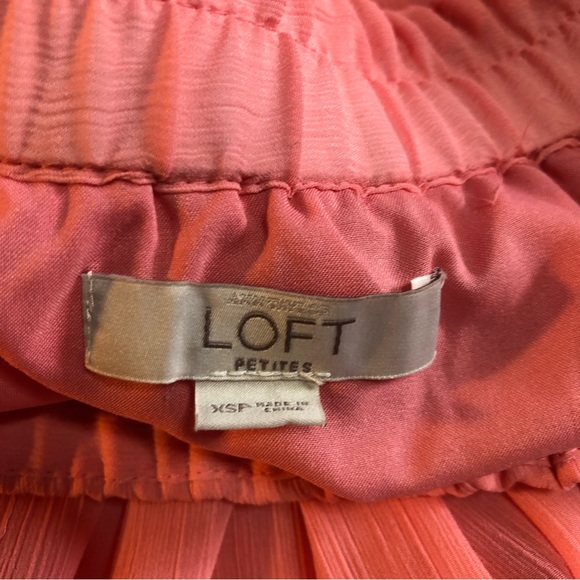 LOFT
PETITES
XSP MADE IN
CHINA